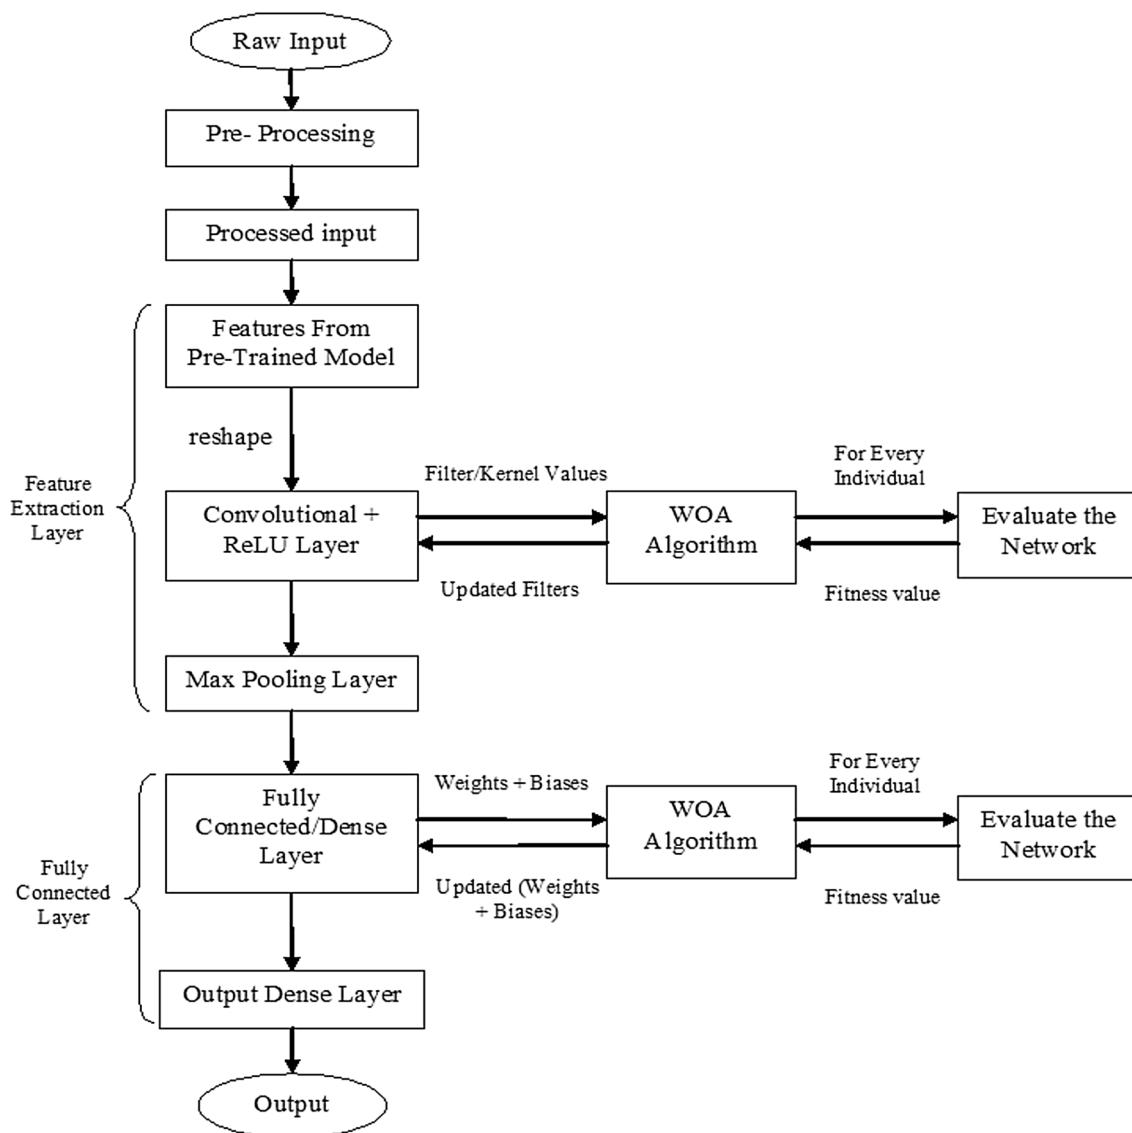 Raw Input
Pre- Processing
Processed input
Features From
Pre-Trained Model
reshape
Feature
Extraction
Layer
Convolutional +
ReLU Layer
Filter/Kernel Values
Updated Filters
WOA
Algorithm
For Every
Individual
Fitness value
Evaluate the
Network
Max Pooling Layer
Fully
Connected
Layer
Fully
Connected/Dense
Layer
Weights + Biases
Updated (Weights
+ Biases)
WOA
Algorithm
For Every
Individual
Fitness value
Evaluate the
Network
Output Dense Layer
Output